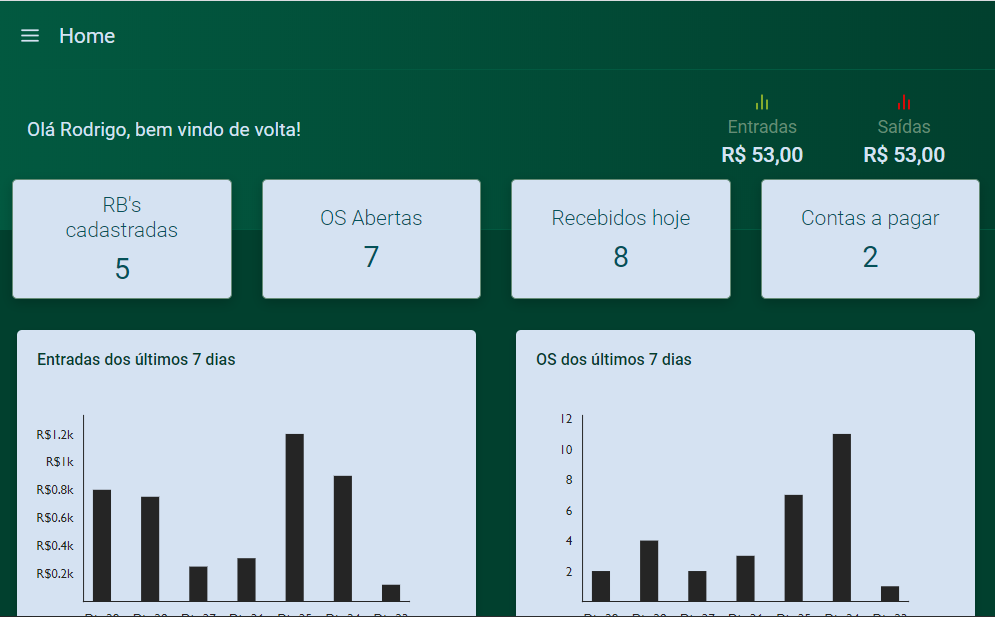 Home
Olá Rodrigo, bem vindo de volta!
Entradas
R$ 53,00
Saídas
R$ 53,00
RB's
cadastradas
5
OS Abertas
7
Recebidos hoje
8
Contas a pagar
2
Entradas dos últimos 7 dias
R$1.2k
R$1k
R$0.8k
R$0.6k
R$0.4k
R$0.2k
OS dos últimos 7 dias
12
10
8
6
4
2